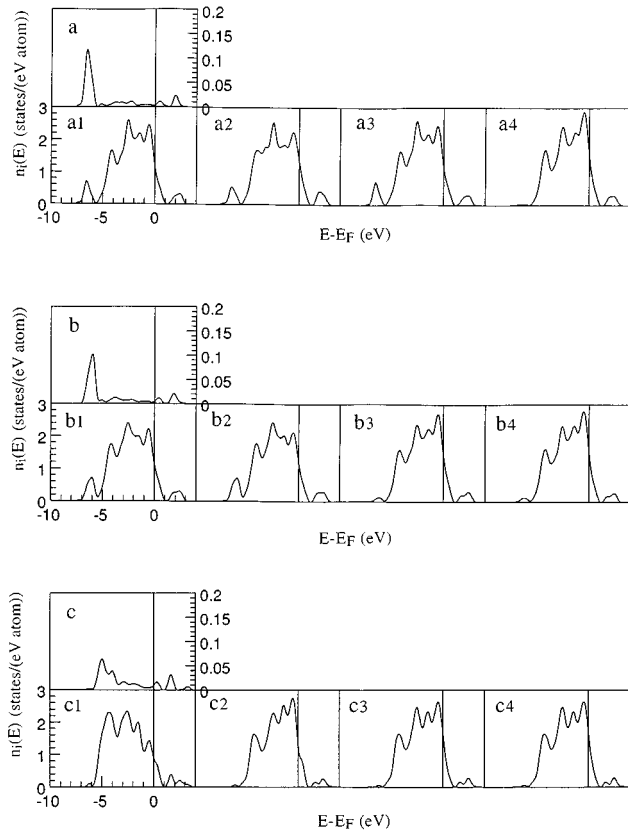 a
0.2
0.15
0.1
0.05
0
n_i(E) (states/(eV atom))
3
2
1
0
a1
a2
a3
a4
-10
-5
0
E-E_F (eV)
b
0.2
0.15
0.1
0.05
0
n_i(E) (states/(eV atom))
3
2
1
0
b1
b2
b3
b4
-10
-5
0
E-E_F (eV)
c
0.2
0.15
0.1
0.05
0
n_i(E) (states/(eV atom))
3
2
1
0
c1
c2
c3
c4
-10
-5
0
E-E_F (eV)